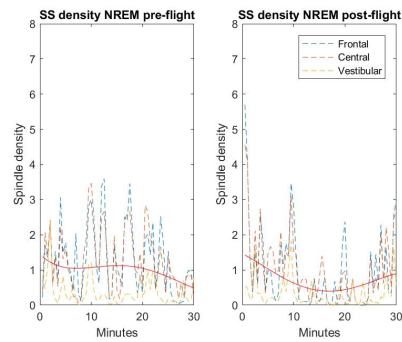 SS density NREM pre-flight
8
7
6
5
4
3
2
1
0
Spindle density
0 10 20 30
Minutes
SS density NREM post-flight
Frontal
Central
Vestibular
8
7
6
5
4
3
2
1
0
Spindle density
0 10 20 30
Minutes